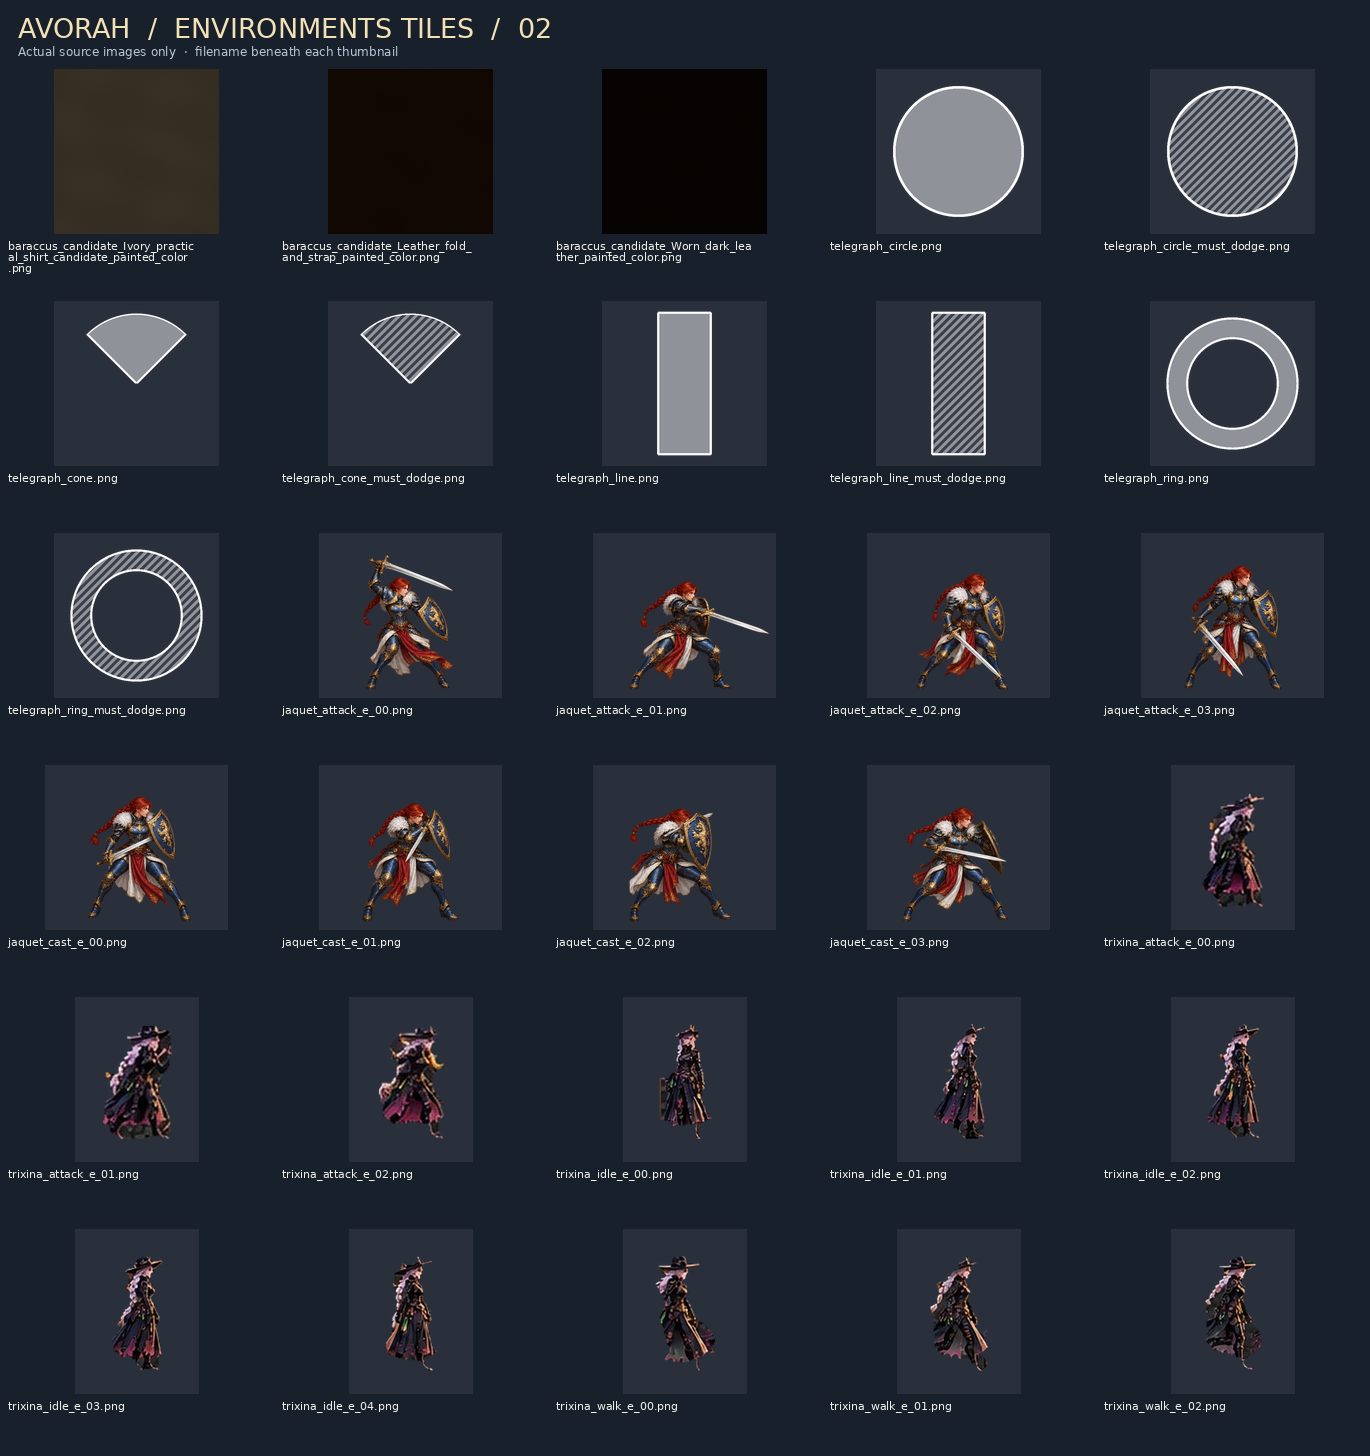 AVORAH / ENVIRONMENTS TILES / 02
Actual source images only · filename beneath each thumbnail
baraccus_candidate_Ivory_practic
al_shirt_candidate_painted_color
.png
baraccus_candidate_Leather_fold_
and_strap_painted_color.png
baraccus_candidate_Worn_dark_lea
ther_painted_color.png
telegraph_circle.png
telegraph_circle_must_dodge.png
telegraph_cone.png
telegraph_cone_must_dodge.png
telegraph_line.png
telegraph_line_must_dodge.png
telegraph_ring.png
telegraph_ring_must_dodge.png
jaquet_attack_e_00.png
jaquet_attack_e_01.png
jaquet_attack_e_02.png
jaquet_attack_e_03.png
jaquet_cast_e_00.png
jaquet_cast_e_01.png
jaquet_cast_e_02.png
jaquet_cast_e_03.png
trixina_attack_e_00.png
trixina_attack_e_01.png
trixina_attack_e_02.png
trixina_idle_e_00.png
trixina_idle_e_01.png
trixina_idle_e_02.png
trixina_idle_e_03.png
trixina_idle_e_04.png
trixina_walk_e_00.png
trixina_walk_e_01.png
trixina_walk_e_02.png